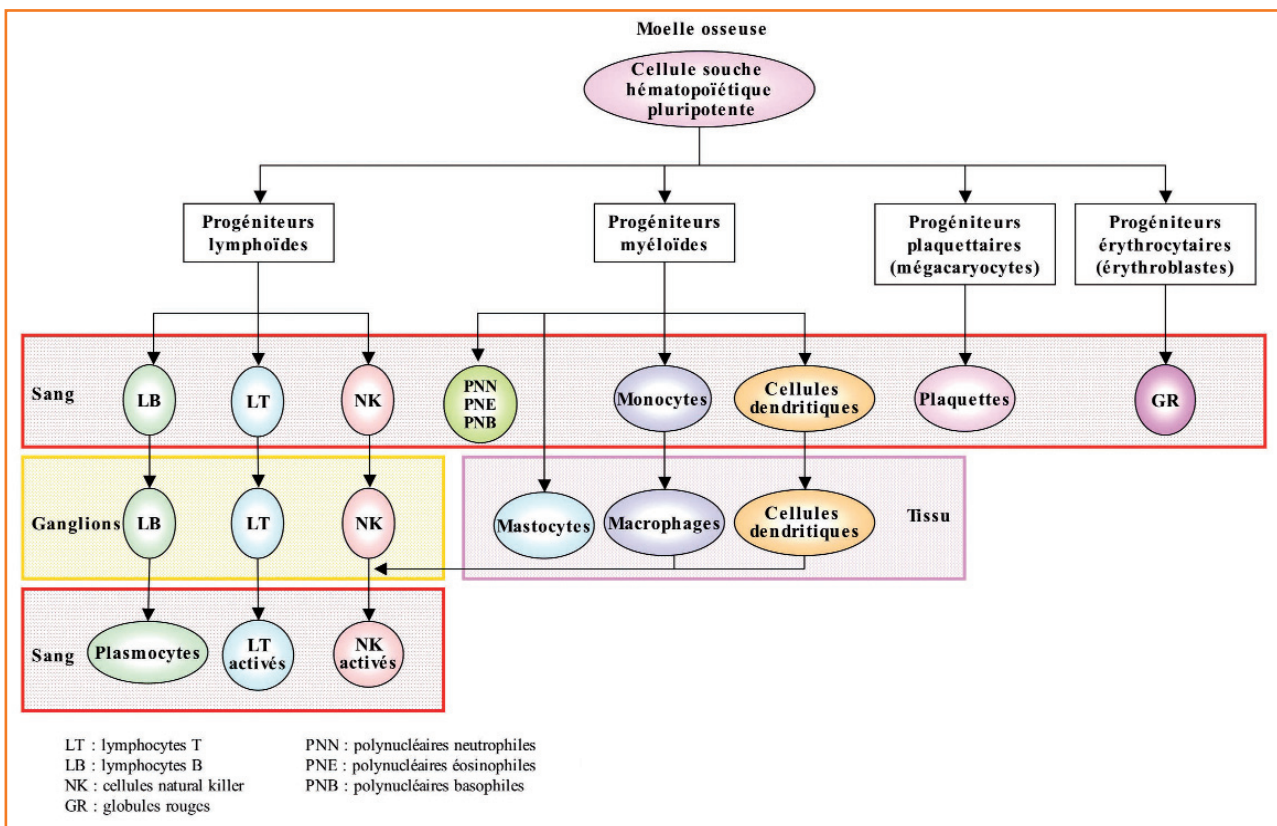 Moelle osseuse
Cellule souche
hématopoïétique
pluripotente
Progéniteurs
lymphoïdes
Progéniteurs
myéloïdes
Progéniteurs
plaquettaires
(mégacaryocytes)
Progéniteurs
érythrocytaires
(érythroblastes)
Sang
LB
LT
NK
PNN
PNE
PNB
Monocytes
Cellules
dendritiques
Plaquettes
GR
Ganglions
LB
LT
NK
Mastocytes
Macrophages
Cellules
dendritiques
Tissu
Sang
Plasmocytes
LT
activés
NK
activés
LT : lymphocytes T
LB : lymphocytes B
NK : cellules natural killer
GR : globules rouges
PNN : polynucléaires neutrophiles
PNE : polynucléaires éosinophiles
PNB : polynucléaires basophiles